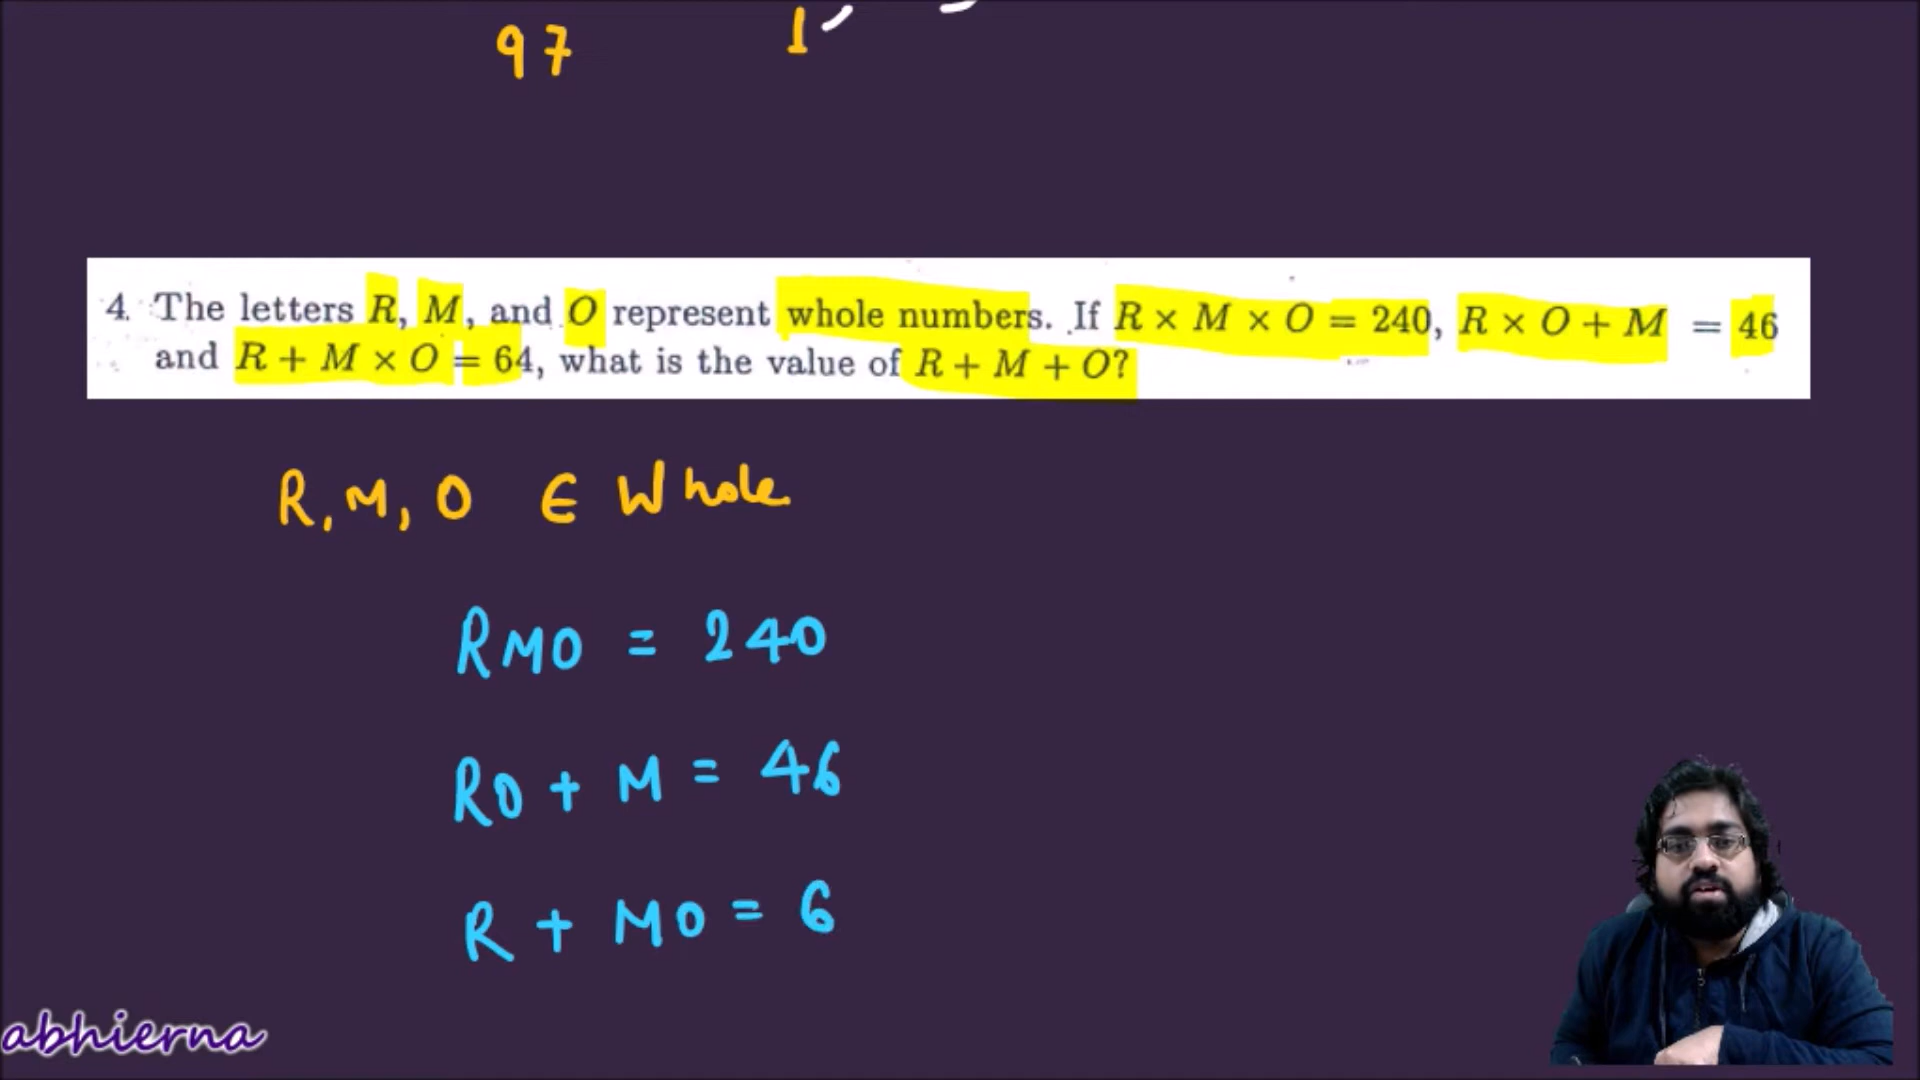 97 1
4. The letters R, M, and O represent whole numbers. If R × M × O = 240, R × O + M = 46
and R + M × O = 64, what is the value of R + M + O?
R, M, O ∈ Whole
RMO = 240
RO + M = 46
R + MO = 6
abhierna